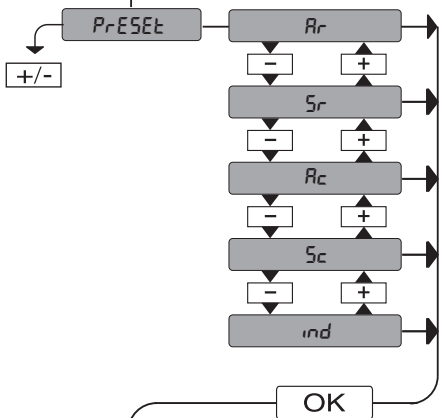 PrESEt
Ar
+/-
- +
Sr
- +
Ac
- +
Sc
- +
ind
OK